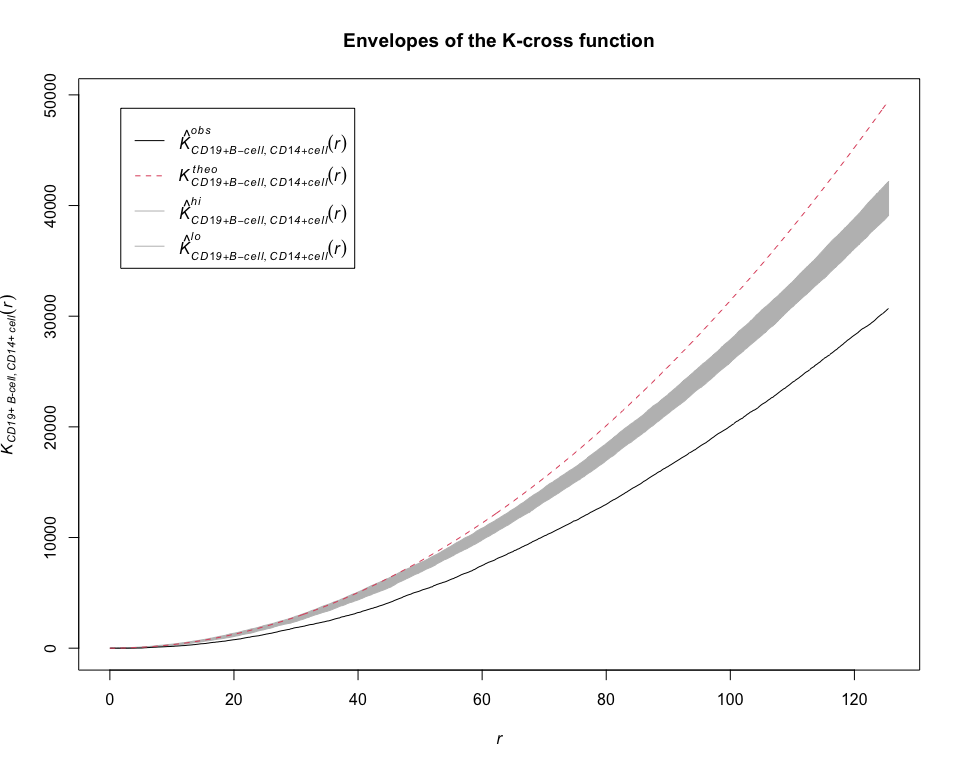 Envelopes of the K-cross function
K̂^obs_CD19+B−cell, CD14+cell(r)
K^theo_CD19+B−cell, CD14+cell(r)
K̂^hi_CD19+B−cell, CD14+cell(r)
K̂^lo_CD19+B−cell, CD14+cell(r)
K_CD19+ B-cell, CD14+ cell(r)
50000
40000
30000
20000
10000
0
0 20 40 60 80 100 120
r